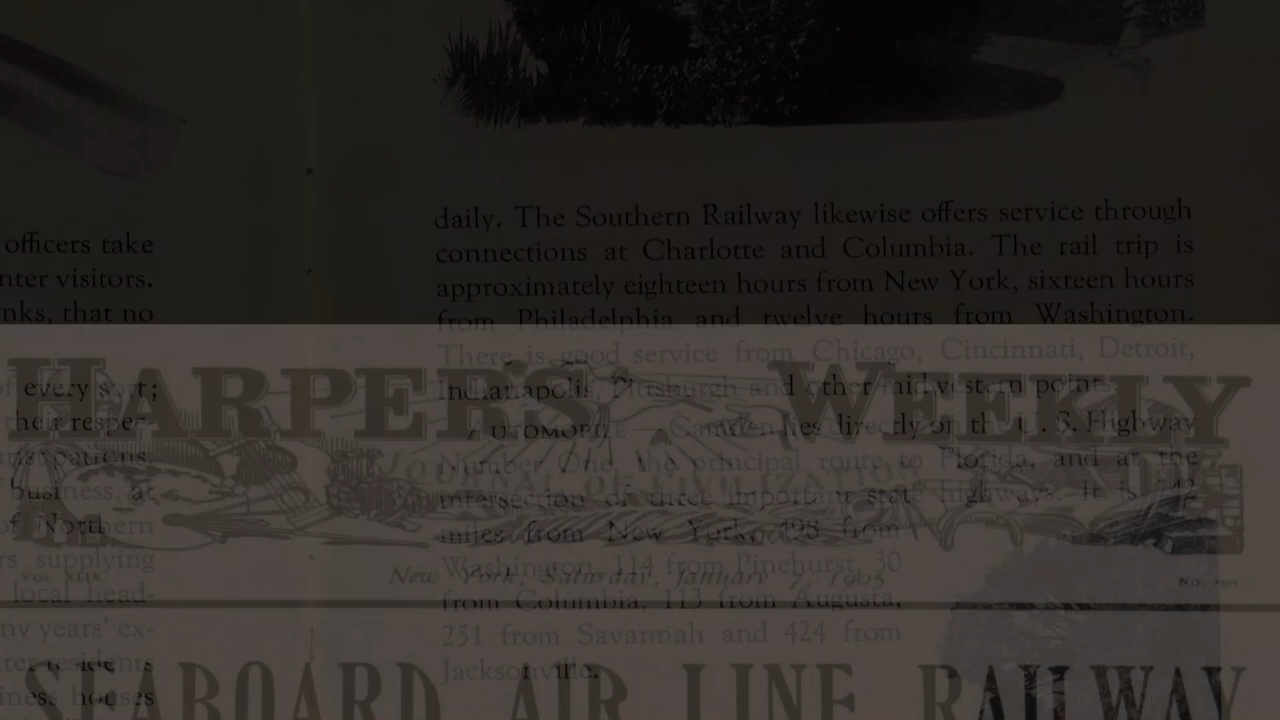 officers take
nter visitors.
nks, that no
every sort;
their respec-
business, at
of Northern
rs supplying
local head-
ny years' ex-
ter residents
iness houses
daily. The Southern Railway likewise offers service through
connections at Charlotte and Columbia. The rail trip is
approximately eighteen hours from New York, sixteen hours
from Philadelphia and twelve hours from Washington.
There is good service from Chicago, Cincinnati, Detroit,
Indianapolis, Pittsburgh and other midwestern points.
AUTOMOBILE — Camden lies directly on the U. S. Highway
Number One, the principal route to Florida, and at the
intersection of three important state highways. It is 742
miles from New York, 498 from
Washington, 114 from Pinehurst, 30
from Columbia, 113 from Augusta,
251 from Savannah and 424 from
Jacksonville.
HARPER'S WEEKLY
JOURNAL OF CIVILIZATION
VOL. XLIX.
New York, Saturday, January 7, 1905
No.
SEABOARD AIR LINE RAILWAY